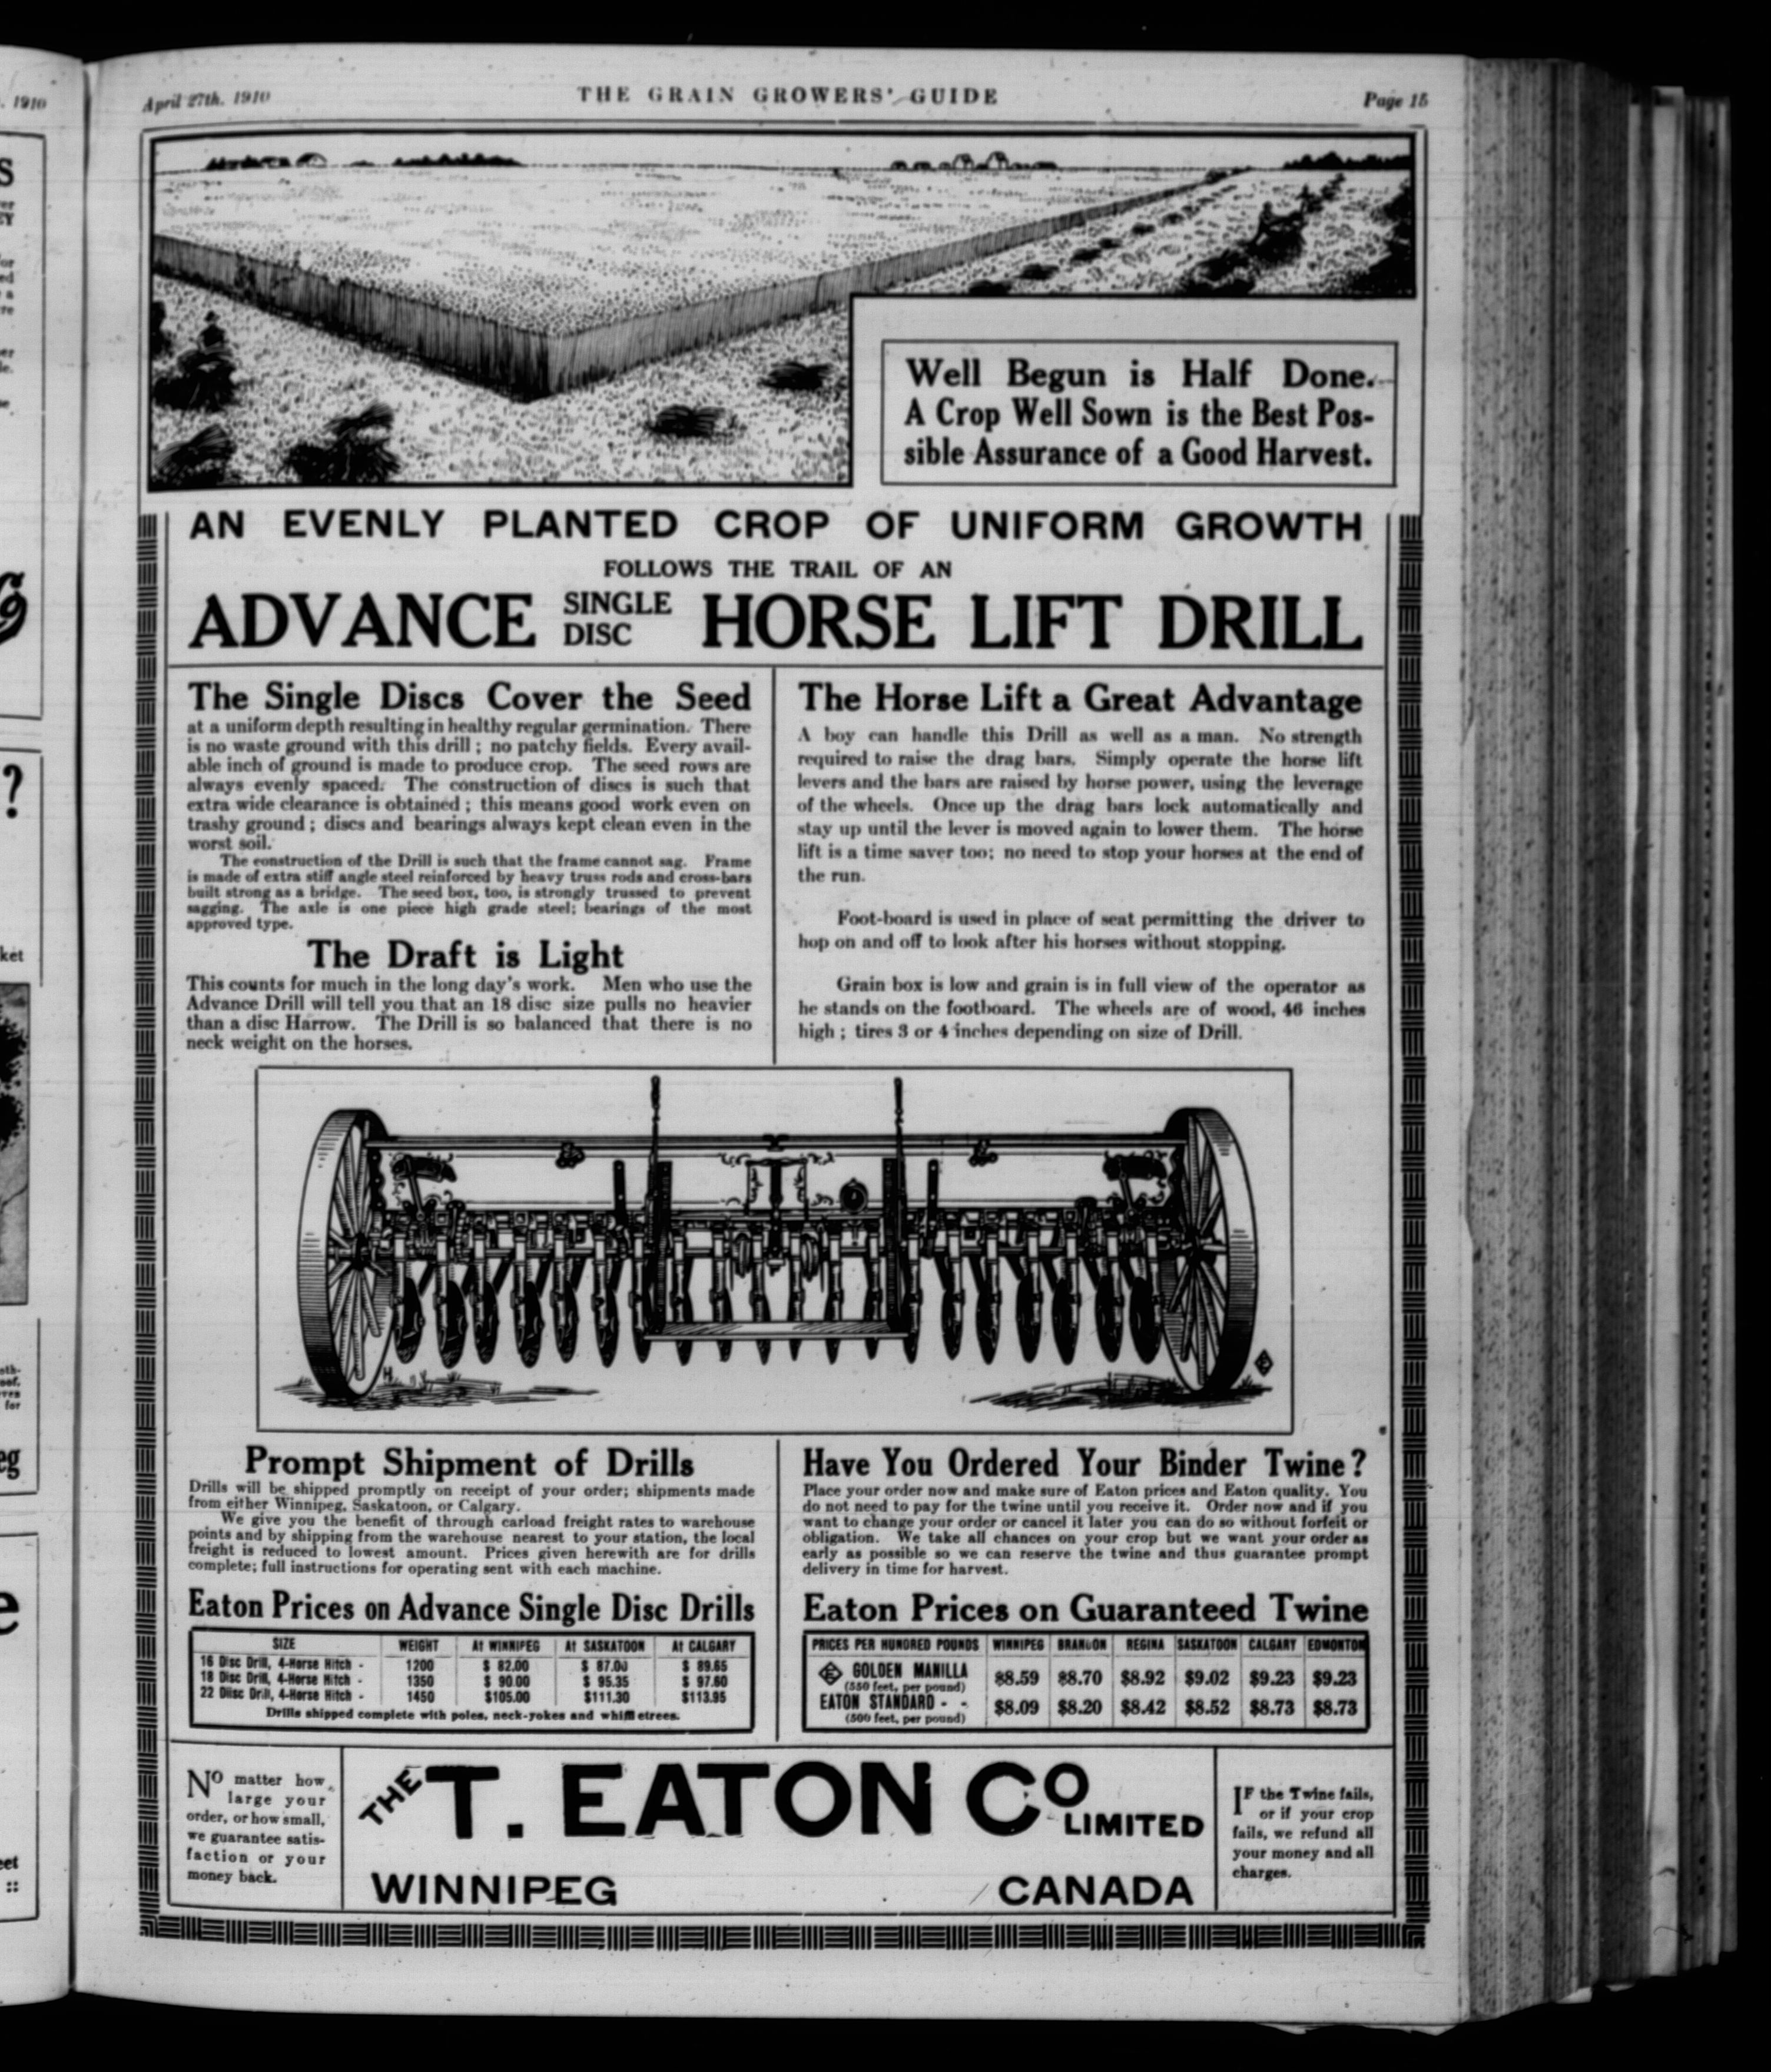 April 27th, 1910
THE GRAIN GROWERS' GUIDE
Page 15
Well Begun is Half Done.
A Crop Well Sown is the Best Pos-
sible Assurance of a Good Harvest.
AN EVENLY PLANTED CROP OF UNIFORM GROWTH
FOLLOWS THE TRAIL OF AN
ADVANCE SINGLE DISC HORSE LIFT DRILL
The Single Discs Cover the Seed
at a uniform depth resulting in healthy regular germination. There
is no waste ground with this drill; no patchy fields. Every avail-
able inch of ground is made to produce crop. The seed rows are
always evenly spaced. The construction of discs is such that
extra wide clearance is obtained; this means good work even on
trashy ground; discs and bearings always kept clean even in the
worst soil.
The construction of the Drill is such that the frame cannot sag. Frame
is made of extra stiff angle steel reinforced by heavy truss rods and cross-bars
built strong as a bridge. The seed box, too, is strongly trussed to prevent
sagging. The axle is one piece high grade steel; bearings of the most
approved type.
The Draft is Light
This counts for much in the long day's work. Men who use the
Advance Drill will tell you that an 18 disc size pulls no heavier
than a disc Harrow. The Drill is so balanced that there is no
neck weight on the horses.
The Horse Lift a Great Advantage
A boy can handle this Drill as well as a man. No strength
required to raise the drag bars. Simply operate the horse lift
levers and the bars are raised by horse power, using the leverage
of the wheels. Once up the drag bars lock automatically and
stay up until the lever is moved again to lower them. The horse
lift is a time saver too; no need to stop your horses at the end of
the run.
Foot-board is used in place of seat permitting the driver to
hop on and off to look after his horses without stopping.
Grain box is low and grain is in full view of the operator as
he stands on the footboard. The wheels are of wood, 46 inches
high; tires 3 or 4 inches depending on size of Drill.
Prompt Shipment of Drills
Drills will be shipped promptly on receipt of your order; shipments made
from either Winnipeg, Saskatoon, or Calgary.
We give you the benefit of through carload freight rates to warehouse
points and by shipping from the warehouse nearest to your station, the local
freight is reduced to lowest amount. Prices given herewith are for drills
complete; full instructions for operating sent with each machine.
Eaton Prices on Advance Single Disc Drills
SIZE WEIGHT At WINNIPEG At SASKATOON At CALGARY
16 Disc Drill, 4-Horse Hitch - 1200 $ 82.00 $ 87.00 $ 89.65
18 Disc Drill, 4-Horse Hitch - 1350 $ 90.00 $ 95.35 $ 97.60
22 Diisc Drill, 4-Horse Hitch - 1450 $105.00 $111.30 $113.95
Drills shipped complete with poles, neck-yokes and whiffletrees.
Have You Ordered Your Binder Twine?
Place your order now and make sure of Eaton prices and Eaton quality. You
do not need to pay for the twine until you receive it. Order now and if you
want to change your order or cancel it later you can do so without forfeit or
obligation. We take all chances on your crop but we want your order as
early as possible so we can reserve the twine and thus guarantee prompt
delivery in time for harvest.
Eaton Prices on Guaranteed Twine
PRICES PER HUNDRED POUNDS WINNIPEG BRANDON REGINA SASKATOON CALGARY EDMONTON
E GOLDEN MANILLA $8.59 $8.70 $8.92 $9.02 $9.23 $9.23
(550 feet, per pound)
EATON STANDARD - - $8.09 $8.20 $8.42 $8.52 $8.73 $8.73
(500 feet, per pound)
No matter how
large your
order, or how small,
we guarantee satis-
faction or your
money back.
THE T. EATON CO LIMITED
WINNIPEG CANADA
IF the Twine fails,
or if your crop
fails, we refund all
your money and all
charges.